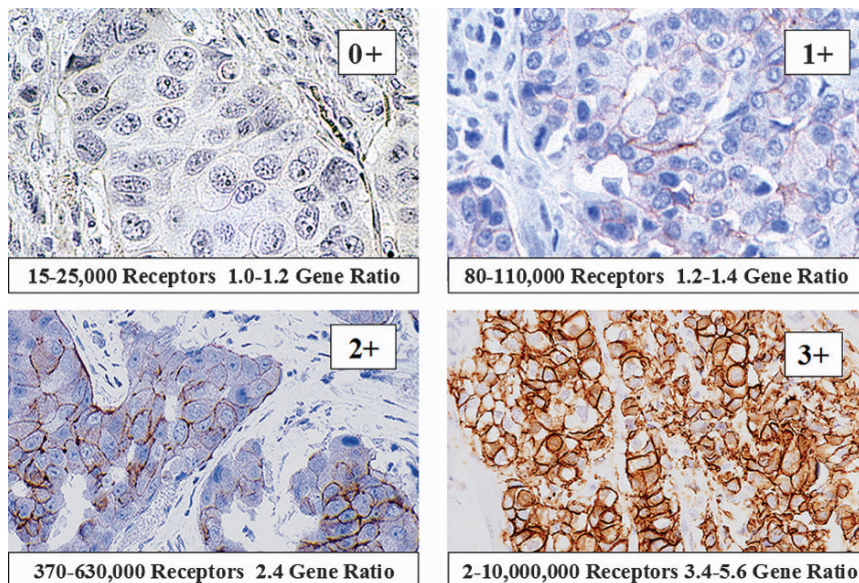 0+
15-25,000 Receptors 1.0-1.2 Gene Ratio
1+
80-110,000 Receptors 1.2-1.4 Gene Ratio
2+
370-630,000 Receptors 2.4 Gene Ratio
3+
2-10,000,000 Receptors 3.4-5.6 Gene Ratio